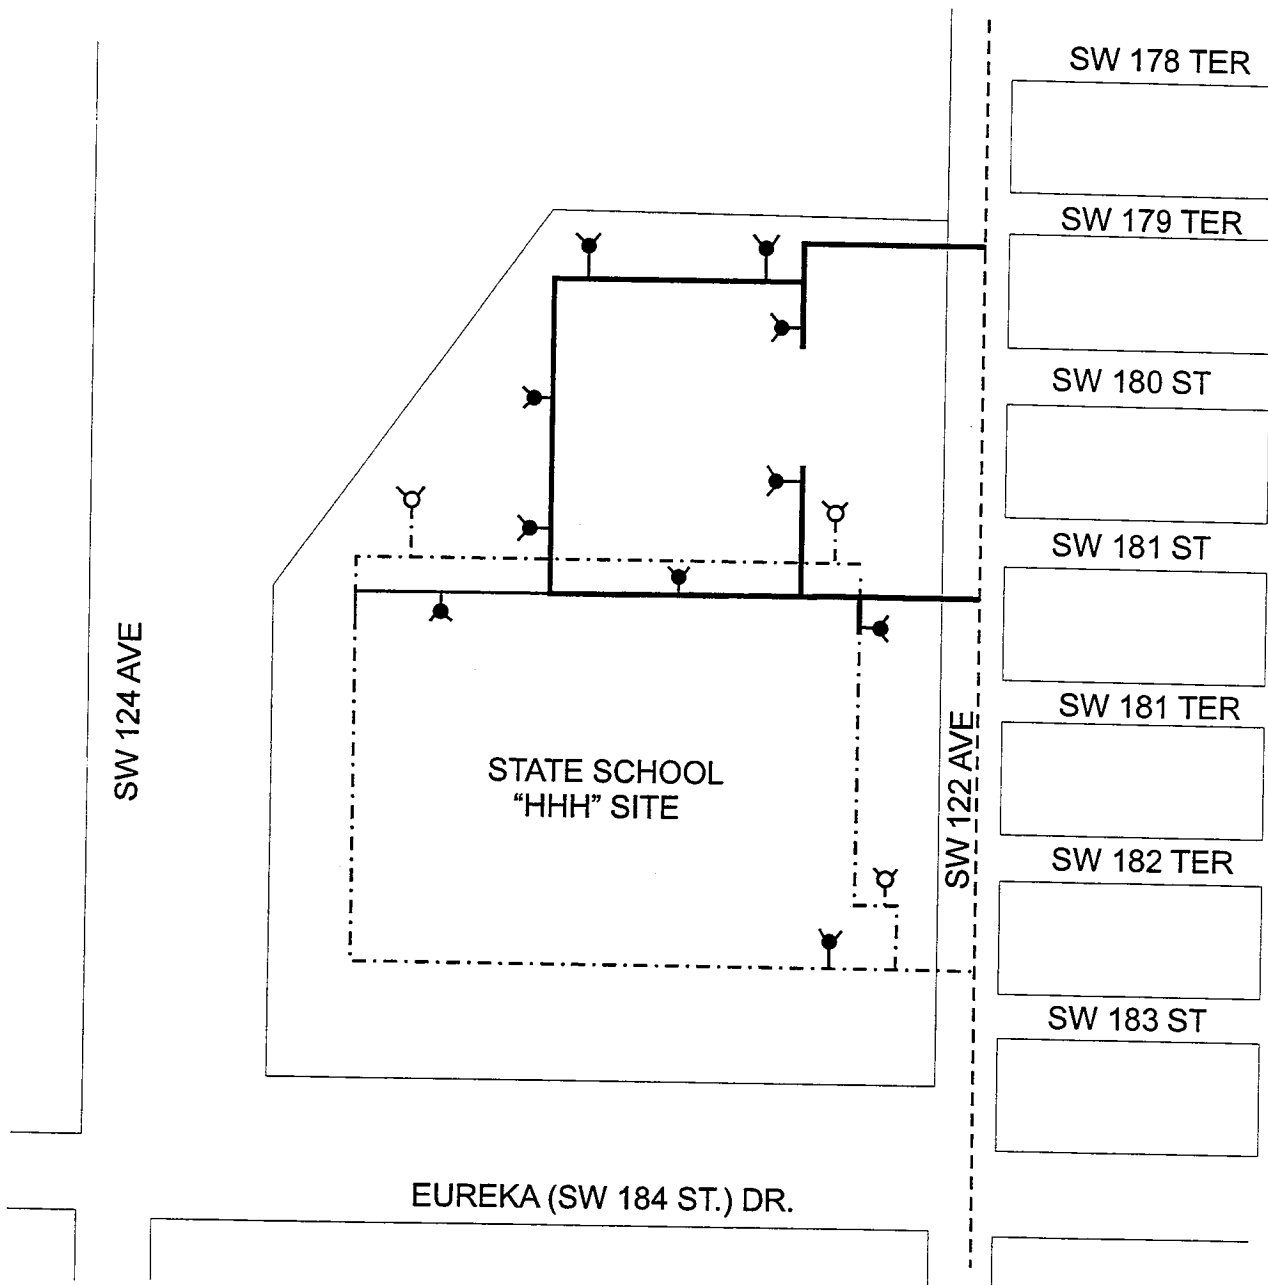 SW 178 TER
SW 179 TER
SW 180 ST
SW 181 ST
SW 124 AVE
SW 181 TER
STATE SCHOOL
“HHH” SITE
SW 122 AVE
SW 182 TER
SW 183 ST
EUREKA (SW 184 ST.) DR.